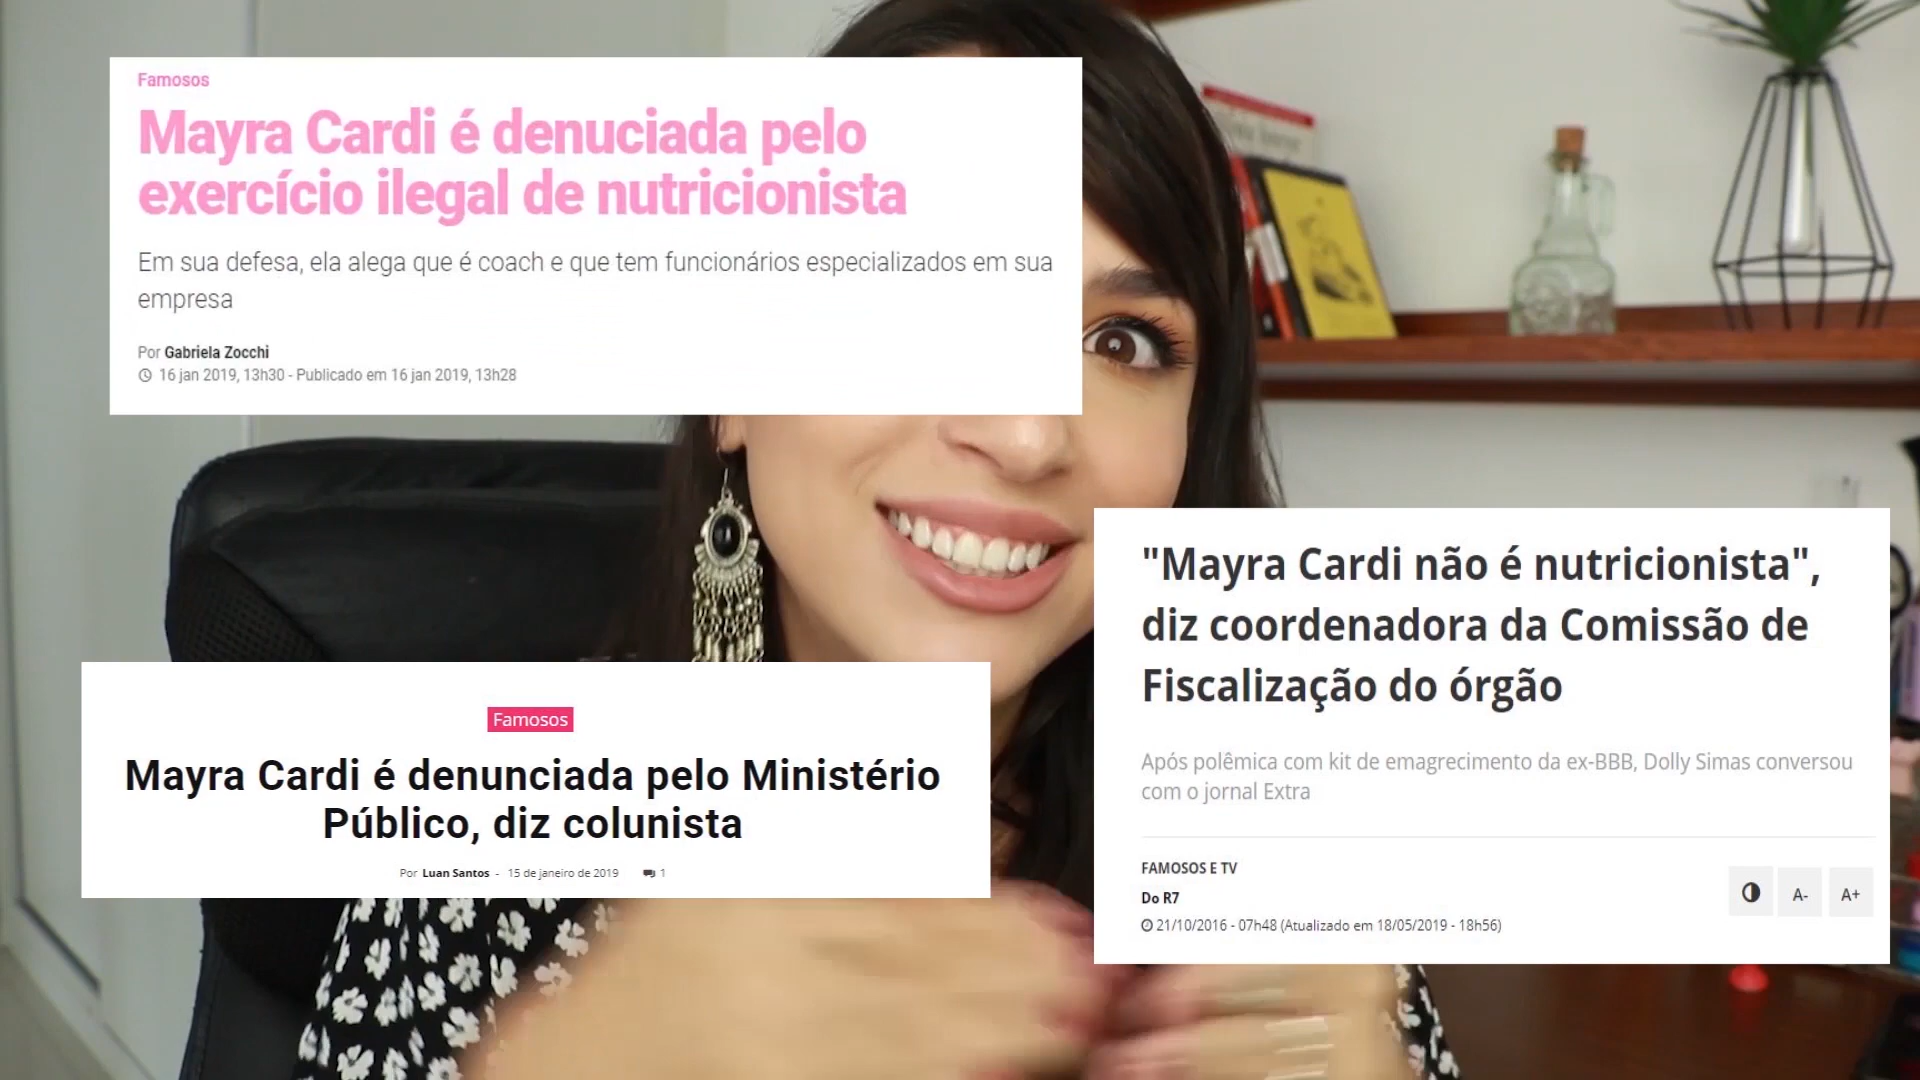 Famosos
Mayra Cardi é denuciada pelo
exercício ilegal de nutricionista
Em sua defesa, ela alega que é coach e que tem funcionários especializados em sua
empresa
Por Gabriela Zocchi
16 jan 2019, 13h30 - Publicado em 16 jan 2019, 13h28
"Mayra Cardi não é nutricionista",
diz coordenadora da Comissão de
Fiscalização do órgão
Após polêmica com kit de emagrecimento da ex-BBB, Dolly Simas conversou
com o jornal Extra
FAMOSOS E TV
Do R7
21/10/2016 - 07h48 (Atualizado em 18/05/2019 - 18h56)
A- A+
Famosos
Mayra Cardi é denunciada pelo Ministério
Público, diz colunista
Por Luan Santos - 15 de janeiro de 2019 1